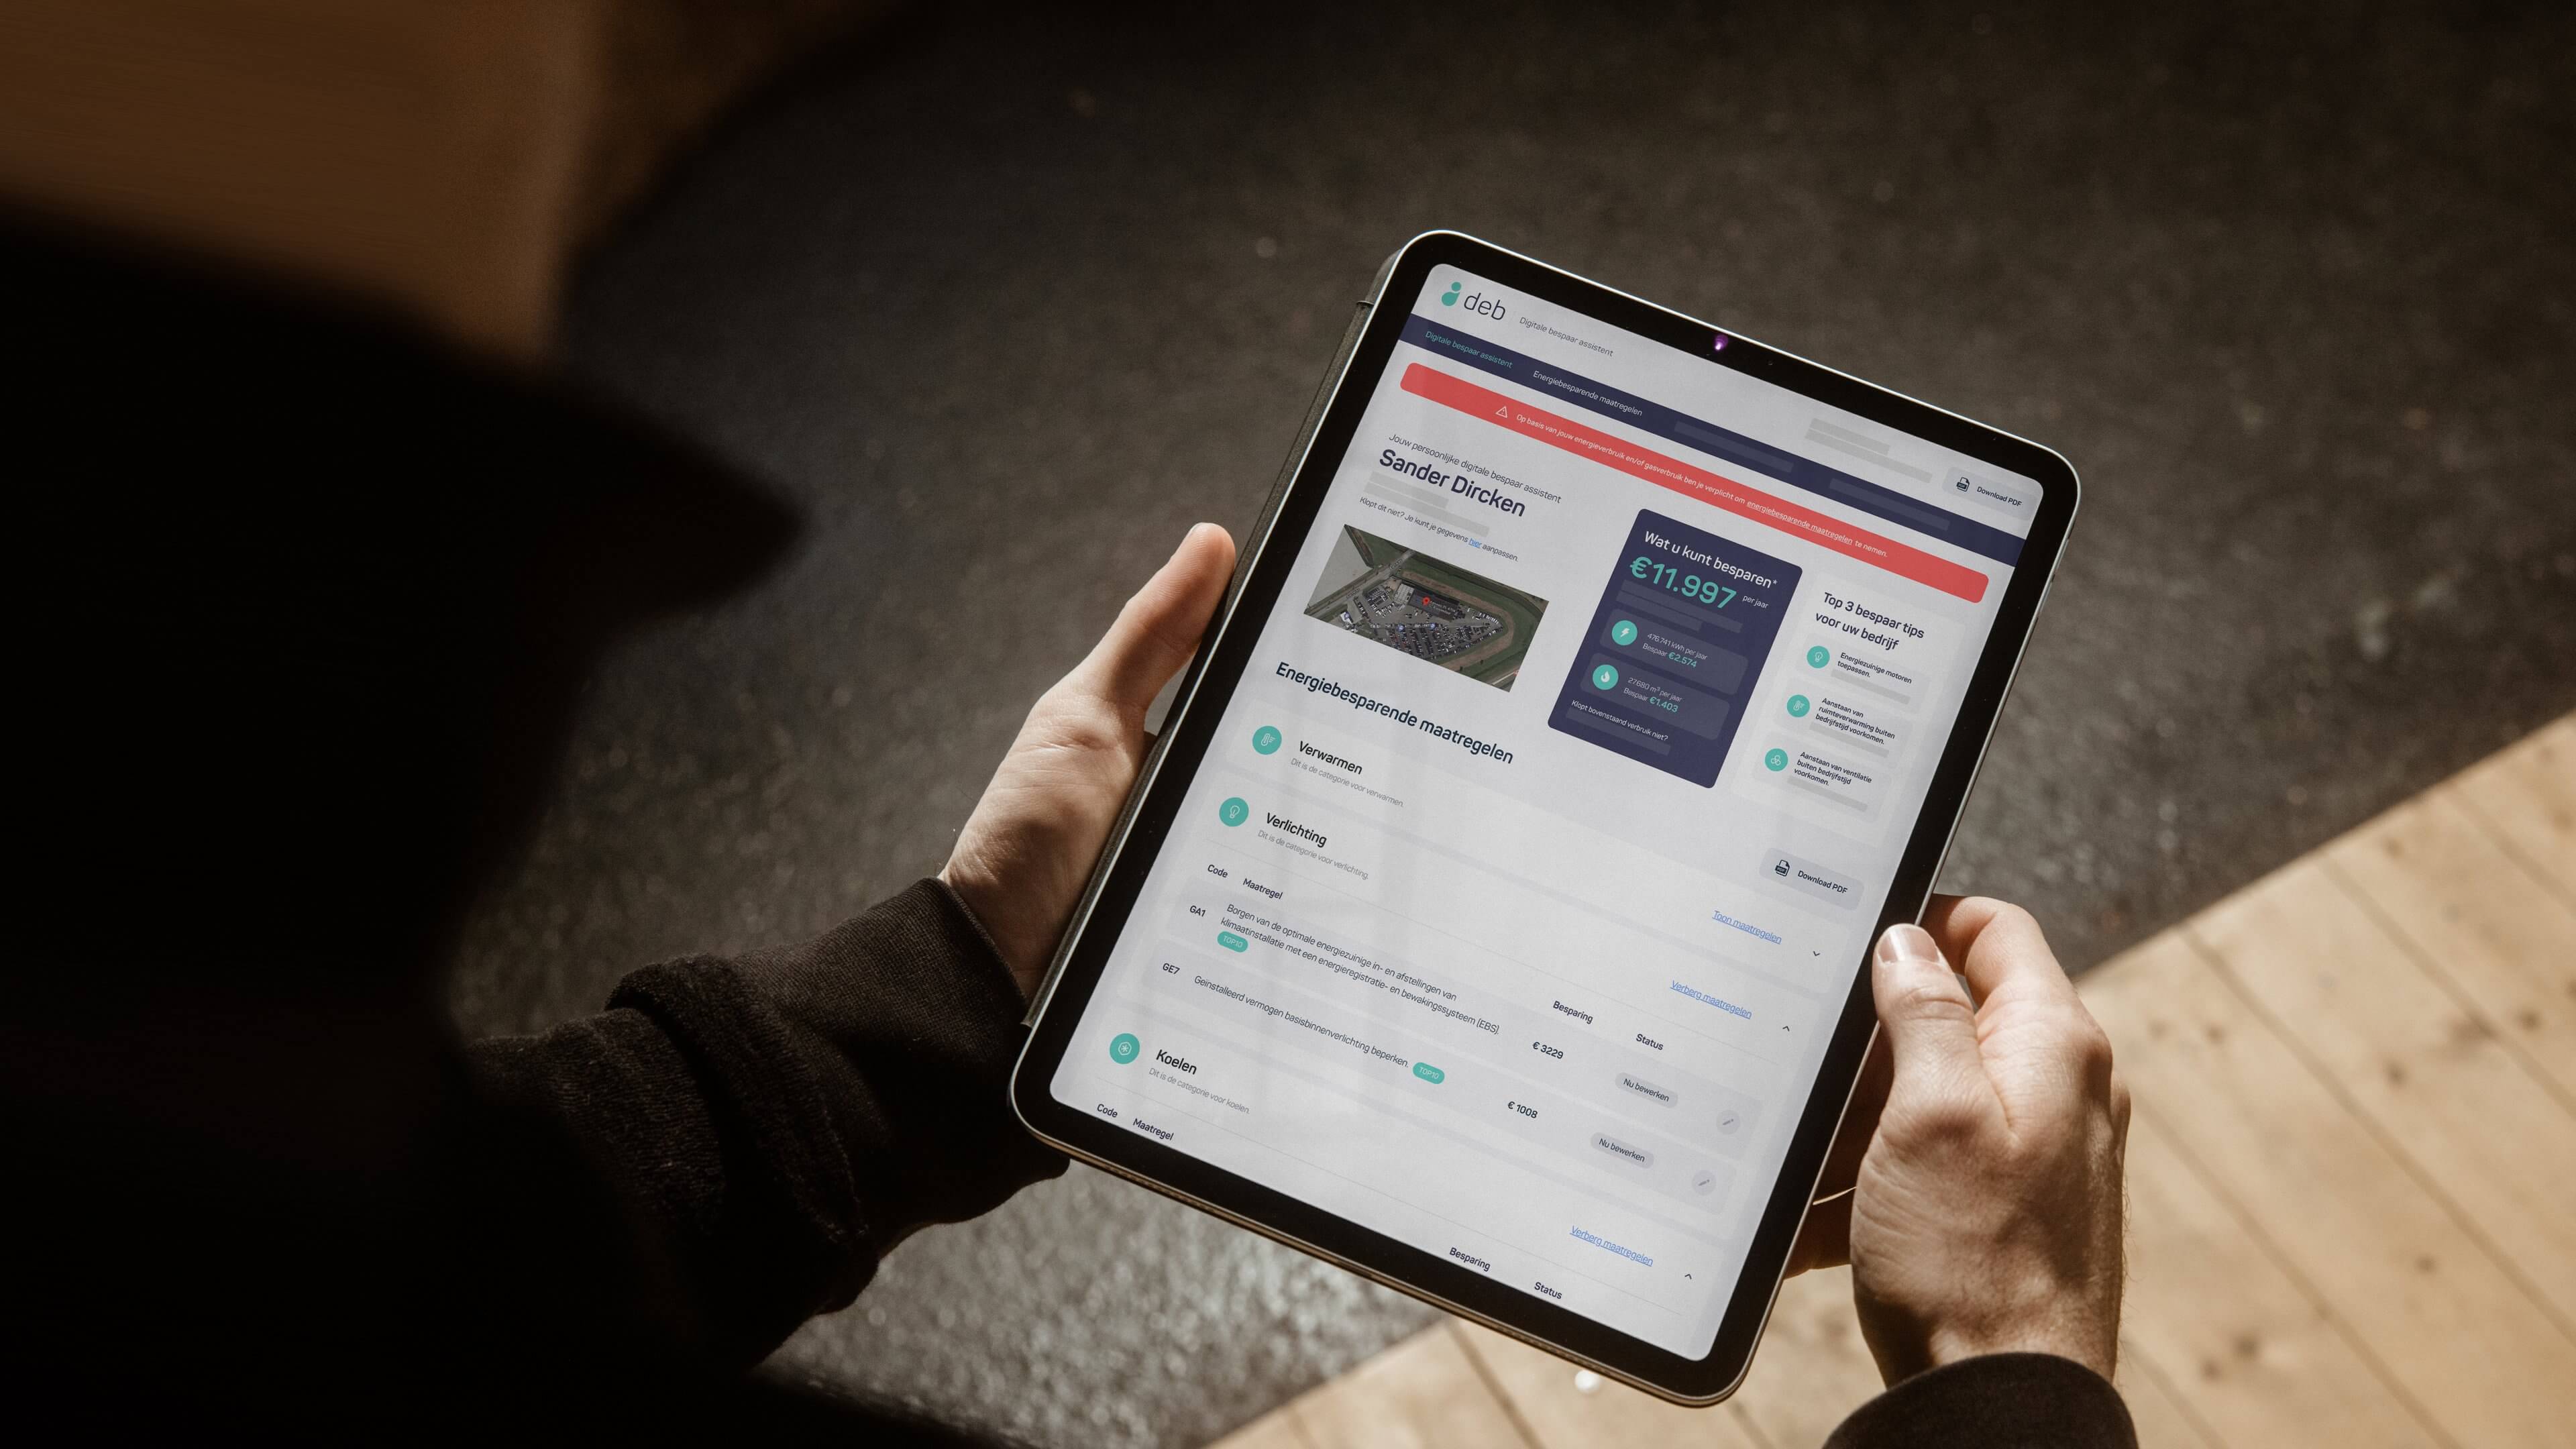 deb
Digitale bespaar assistent
Digitale bespaar assistent
Energiebesparende maatregelen
Download PDF
Op basis van jouw energieverbruik en/of gasverbruik ben je verplicht om energiebesparende maatregelen te nemen.
Jouw persoonlijke digitale bespaar assistent
Sander Dircken
Klopt dit niet? Je kunt je gegevens hier aanpassen.
Wat u kunt besparen*
€11.997 per jaar
476.741 kWh per jaar
Bespaar €2.574
27680 m³ per jaar
Bespaar €1.403
Klopt bovenstaand verbruik niet?
Top 3 bespaar tips
voor uw bedrijf
Energiezuinige motoren
toepassen.
Aanstaan van
ruimteverwarming buiten
bedrijfstijd voorkomen.
Aanstaan van ventilatie
buiten bedrijfstijd
voorkomen.
Energiebesparende maatregelen
Download PDF
Verwarmen
Dit is de categorie voor verwarmen.
Toon maatregelen
Verlichting
Dit is de categorie voor verlichting.
Verberg maatregelen
Code Maatregel Besparing Status
GA1 Borgen van de optimale energiezuinige in- en afstellingen van
klimaatinstallatie met een energieregistratie- en bewakingssysteem (EBS).
TOP10
€ 3229 Nu bewerken
GE7 Geïnstalleerd vermogen basisbinnenverlichting beperken. TOP10 € 1008 Nu bewerken
Koelen
Dit is de categorie voor koelen.
Verberg maatregelen
Code Maatregel Besparing Status